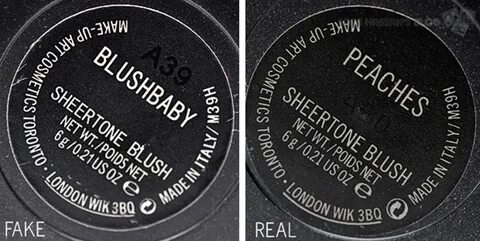 A39
BLUSHBABY
SHEERTONE BLUSH
NET WT./POIDS NET
6 g/0.21 US OZ e
MAKE-UP ART COSMETICS TORONTO · LONDON WIK 3BQ
MADE IN ITALY/ M39H
FAKE
PEACHES
SHEERTONE BLUSH
NET WT./POIDS NET
6 g/0.21 US OZ e
MAKE-UP ART COSMETICS TORONTO · LONDON WIK 3BQ
MADE IN ITALY/ M39H
REAL